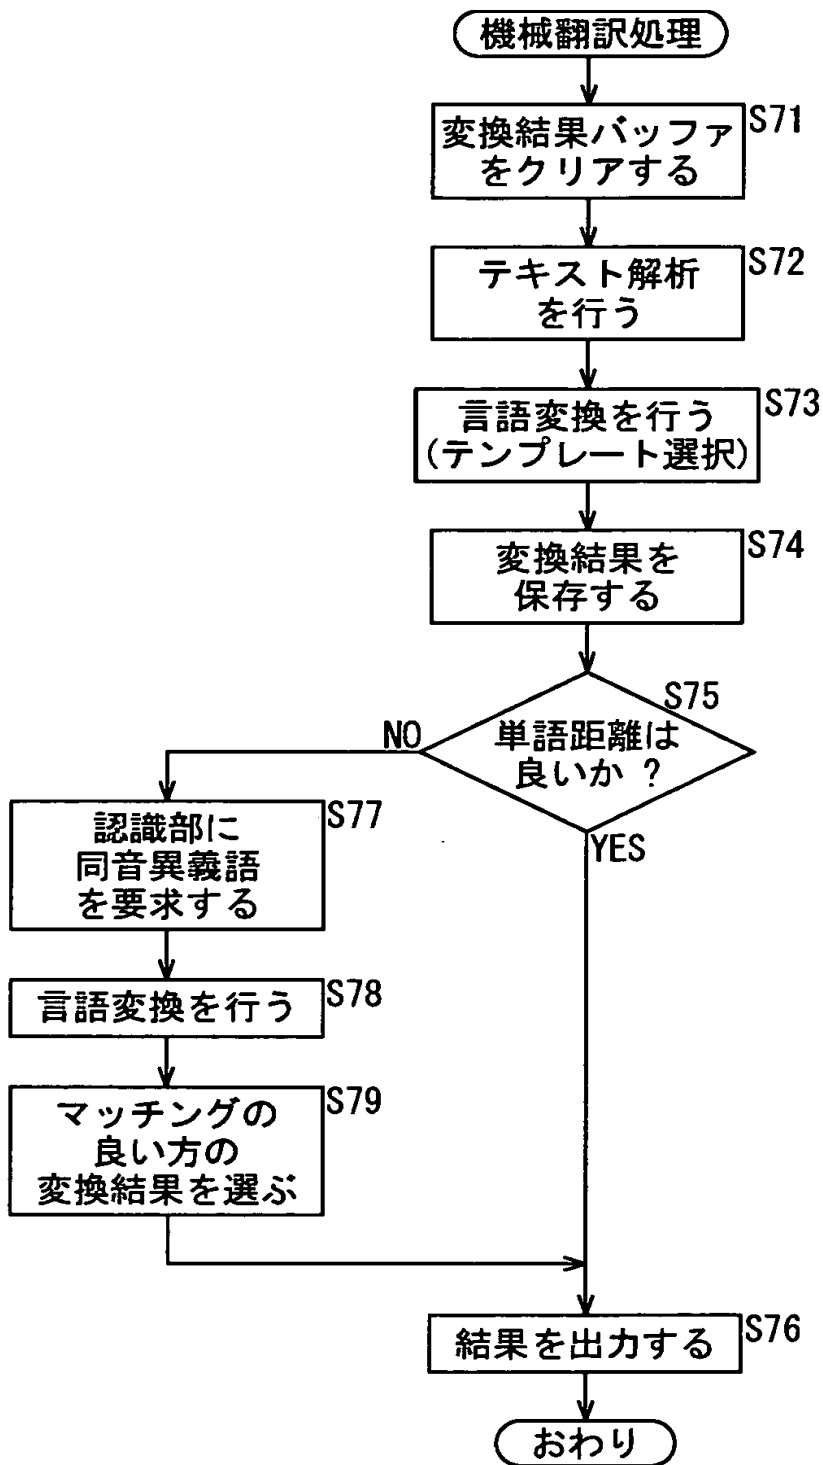 機械翻訳処理
S71
変換結果バッファ
をクリアする
S72
テキスト解析
を行う
S73
言語変換を行う
(テンプレート選択)
S74
変換結果を
保存する
S75
単語距離は
良いか ?
NO
YES
S77
認識部に
同音異義語
を要求する
S78
言語変換を行う
S79
マッチングの
良い方の
変換結果を選ぶ
S76
結果を出力する
おわり